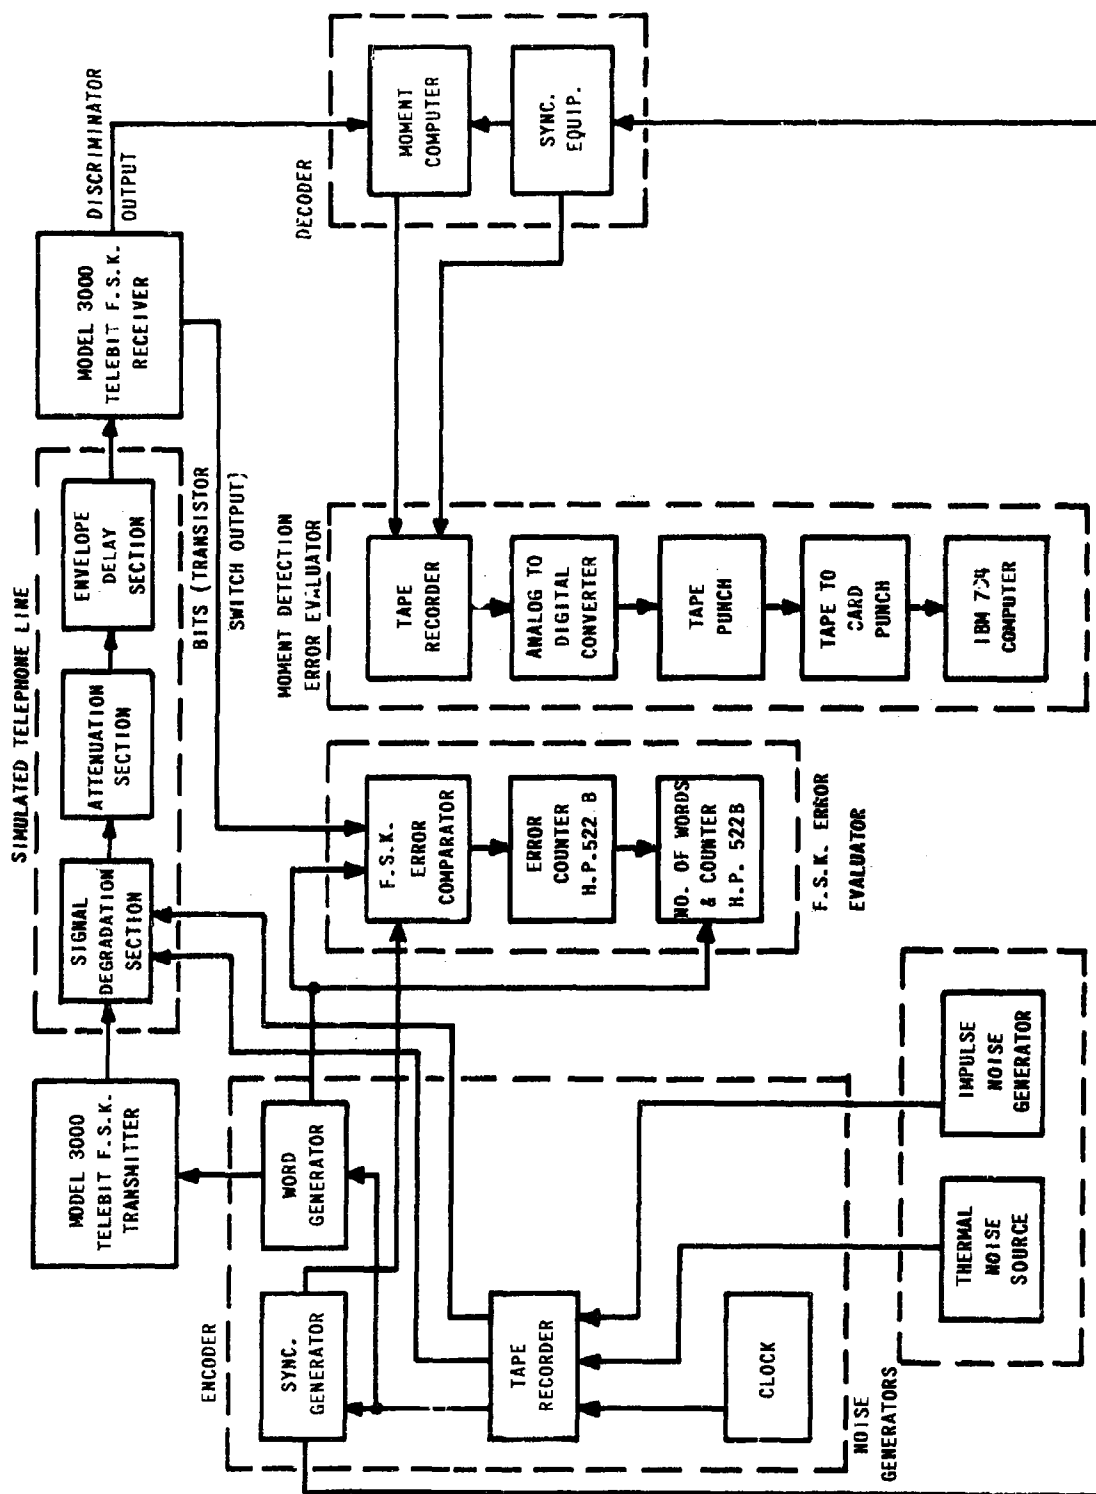 SIMULATED TELEPHONE LINE
MODEL 3000
TELEBIT F.S.K.
TRANSMITTER
SIGNAL
DEGRADATION
SECTION
ATTENUATION
SECTION
ENVELOPE
DELAY
SECTION
MODEL 3000
TELEBIT F.S.K.
RECEIVER
DISCRIMINATOR
OUTPUT
BITS (TRANSISTOR
SWITCH OUTPUT)
ENCODER
SYNC.
GENERATOR
WORD
GENERATOR
TAPE
RECORDER
CLOCK
F.S.K.
ERROR
COMPARATOR
ERROR
COUNTER
H.P.522 B
NO. OF WORDS
& COUNTER
H.P. 522B
F.S.K. ERROR
EVALUATOR
MOMENT DETECTION
ERROR EVALUATOR
TAPE
RECORDER
ANALOG TO
DIGITAL
CONVERTER
TAPE
PUNCH
TAPE TO
CARD
PUNCH
IBM
COMPUTER
DECODER
MOMENT
COMPUTER
SYNC.
EQUIP.
NOISE
GENERATORS
THERMAL
NOISE
SOURCE
IMPULSE
NOISE
GENERATOR